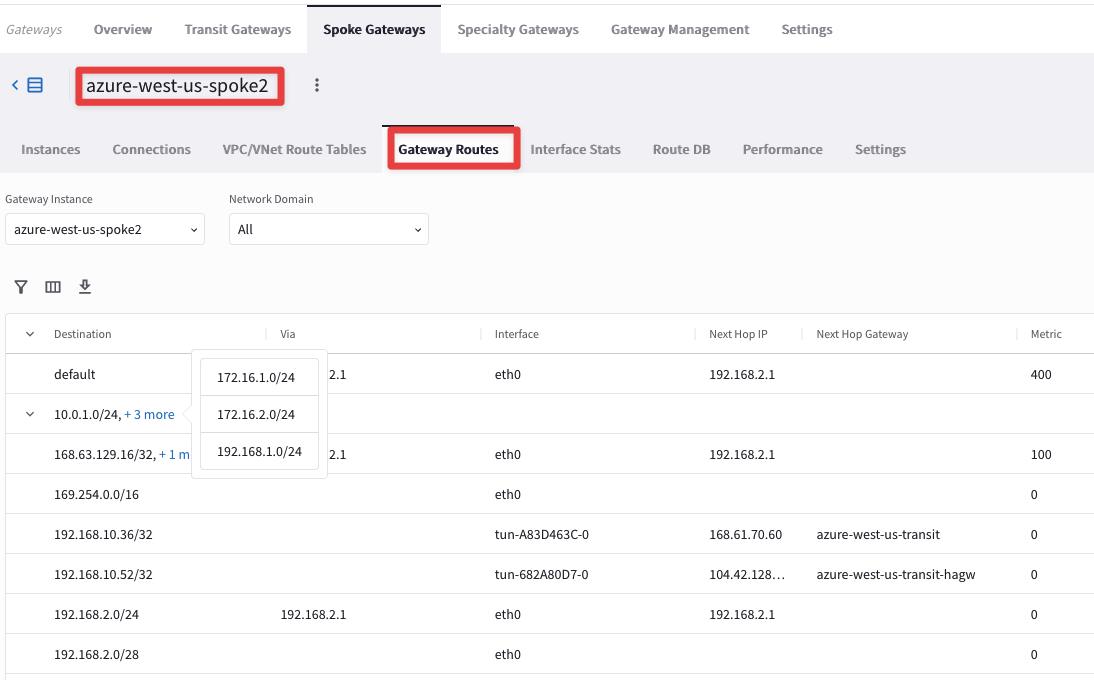 Gateways Overview Transit Gateways Spoke Gateways Specialty Gateways Gateway Management Settings
azure-west-us-spoke2
Instances Connections VPC/VNet Route Tables Gateway Routes Interface Stats Route DB Performance Settings
Gateway Instance Network Domain
azure-west-us-spoke2 All
Destination Via Interface Next Hop IP Next Hop Gateway Metric
default 2.1 eth0 192.168.2.1 400
172.16.1.0/24
10.0.1.0/24, + 3 more
172.16.2.0/24
192.168.1.0/24
168.63.129.16/32, + 1 m 2.1 eth0 192.168.2.1 100
169.254.0.0/16 eth0 0
192.168.10.36/32 tun-A83D463C-0 168.61.70.60 azure-west-us-transit 0
192.168.10.52/32 tun-682A80D7-0 104.42.128... azure-west-us-transit-hagw 0
192.168.2.0/24 192.168.2.1 eth0 192.168.2.1 0
192.168.2.0/28 eth0 0